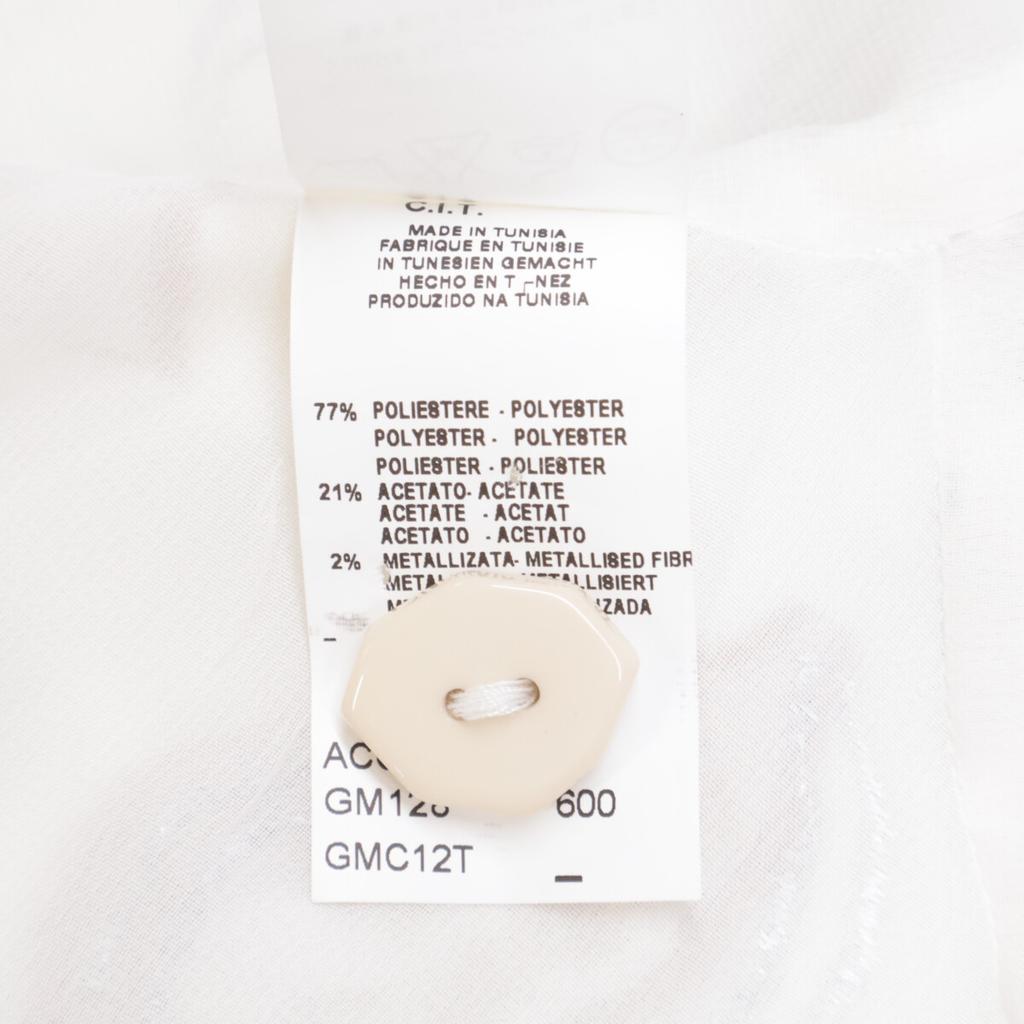 C.I.T.
MADE IN TUNISIA
FABRIQUE EN TUNISIE
IN TUNESIEN GEMACHT
HECHO EN T NEZ
PRODUZIDO NA TUNISIA
77% POLIESTERE - POLYESTER
POLYESTER - POLYESTER
POLIESTER - POLIESTER
21% ACETATO - ACETATE
ACETATE - ACETAT
ACETATO - ACETATO
2% METALLIZATA - METALLISED FIBR
METALLISIERT
600
GMC12T